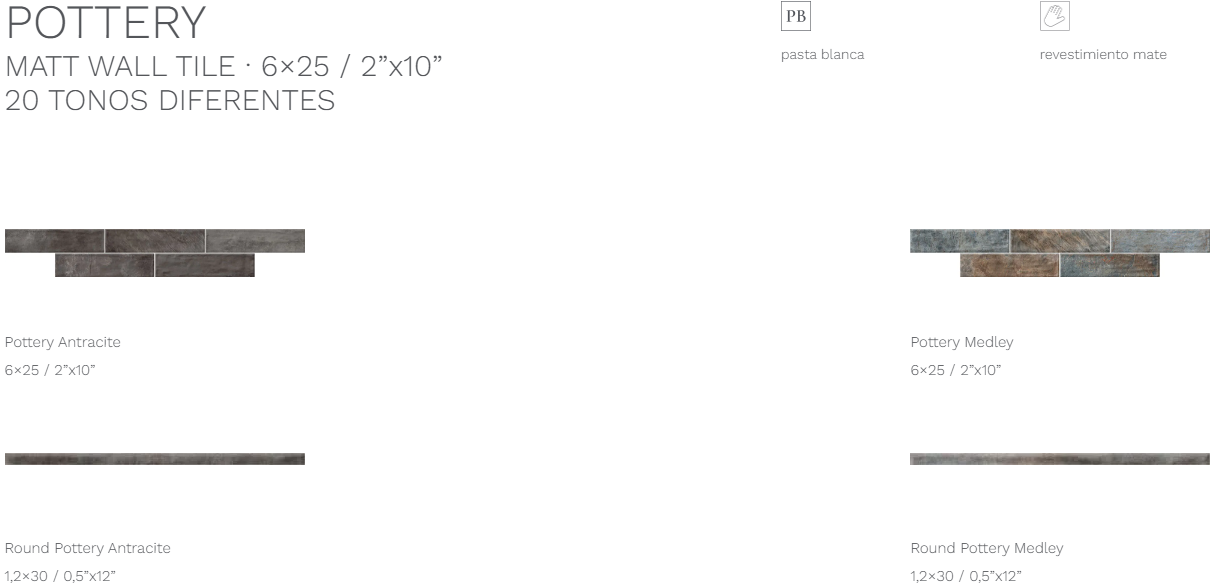 POTTERY
MATT WALL TILE · 6×25 / 2”x10”
20 TONOS DIFERENTES
PB
pasta blanca
revestimiento mate
Pottery Antracite
6×25 / 2”x10”
Pottery Medley
6×25 / 2”x10”
Round Pottery Antracite
1,2×30 / 0,5”x12”
Round Pottery Medley
1,2×30 / 0,5”x12”